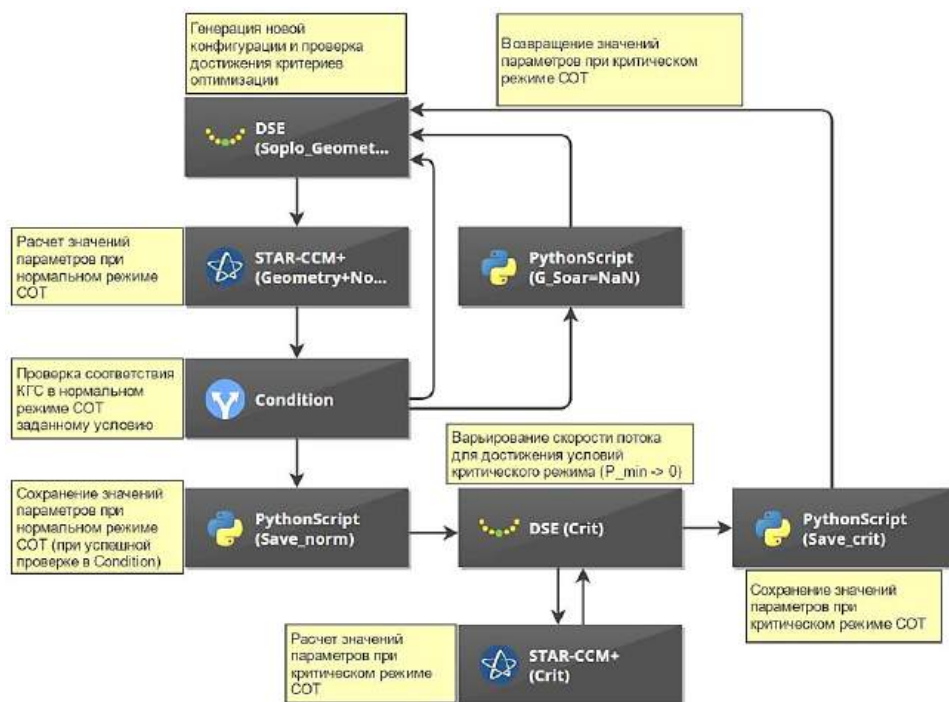 Генерация новой
конфигурации и проверка
достижения критериев
оптимизации
Возвращение значений
параметров при критическом
режиме СОТ
DSE
(Soplo_Geomet...
Расчет значений
параметров при
нормальном режиме
СОТ
STAR-CCM+
(Geometry+No...
PythonScript
(G_Soar=NaN)
Проверка соответствия
КГС в нормальном
режиме СОТ
заданному условию
Condition
Варьирование скорости потока
для достижения условий
критического режима (P_min -> 0)
Сохранение значений
параметров при
нормальном режиме
СОТ (при успешной
проверке в Condition)
PythonScript
(Save_norm)
DSE (Crit)
PythonScript
(Save_crit)
Сохранение значений
параметров при
критическом режиме СОТ
Расчет значений
параметров при
критическом режиме
СОТ
STAR-CCM+
(Crit)